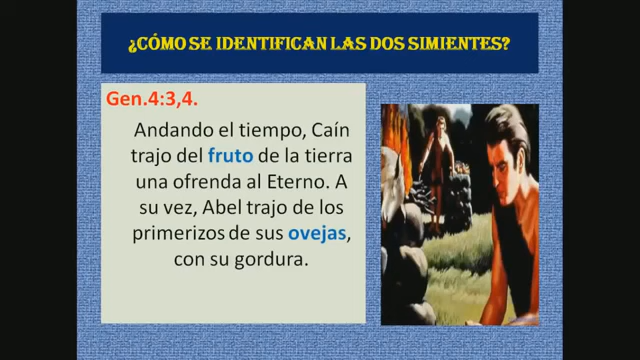 ¿CÓMO SE IDENTIFICAN LAS DOS SIMIENTES?
Gen.4:3,4.
Andando el tiempo, Caín
trajo del fruto de la tierra
una ofrenda al Eterno. A
su vez, Abel trajo de los
primerizos de sus ovejas,
con su gordura.